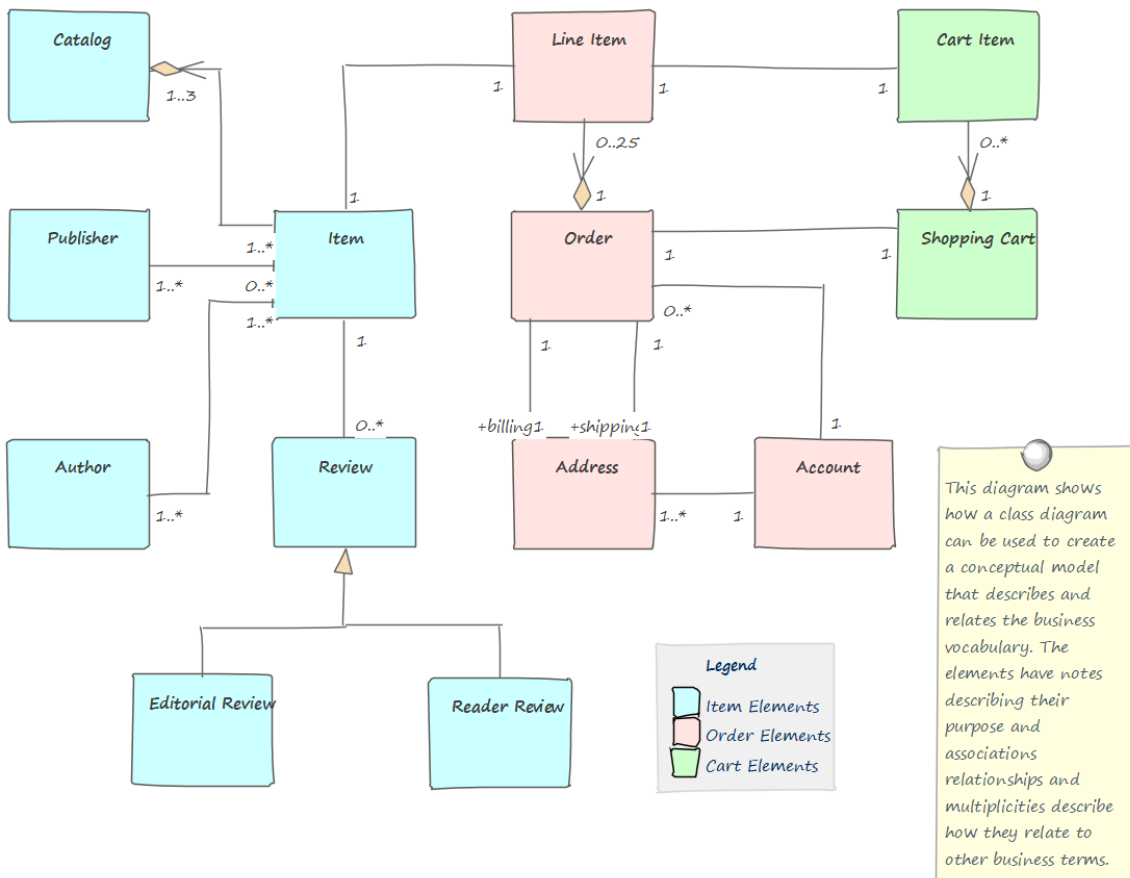 Catalog
Line Item
Cart Item
1..3
1
1
1
0..25
0..*
1
1
1
Publisher
Item
Order
Shopping Cart
1..*
1
1
1..*
0..*
0..*
1..*
1
1
1
0..*
+billing1
+shipping1
1
Author
Review
Address
Account
1..*
1..*
1
Editorial Review
Reader Review
Legend
Item Elements
Order Elements
Cart Elements
This diagram shows
how a class diagram
can be used to create
a conceptual model
that describes and
relates the business
vocabulary. The
elements have notes
describing their
purpose and
associations
relationships and
multiplicities describe
how they relate to
other business terms.